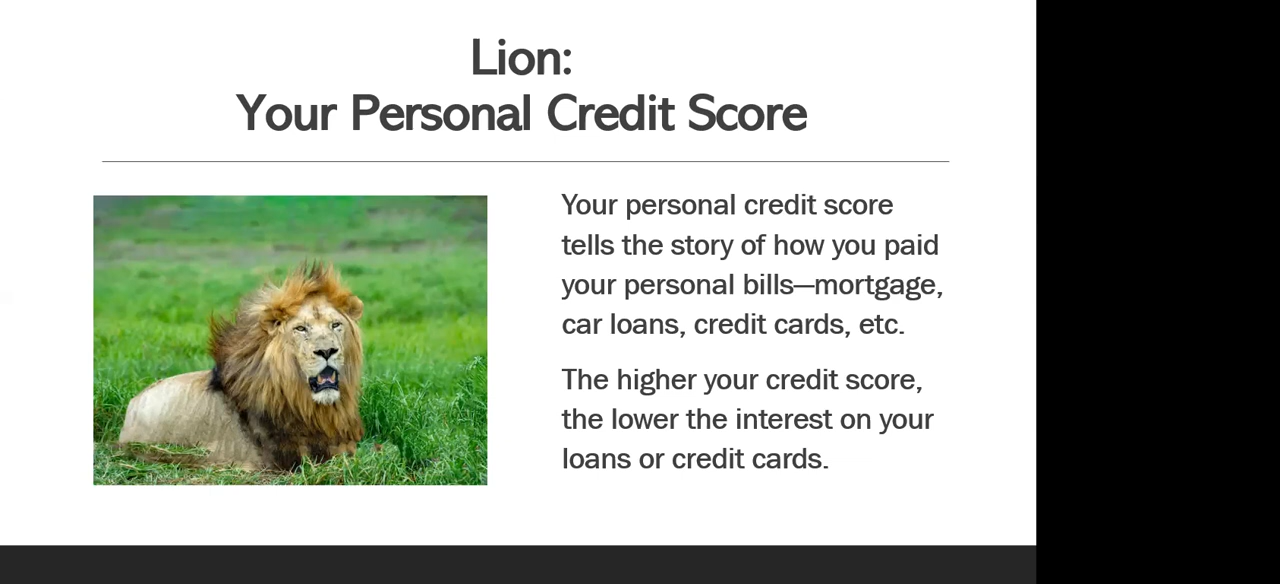 Lion:
Your Personal Credit Score
Your personal credit score
tells the story of how you paid
your personal bills—mortgage,
car loans, credit cards, etc.
The higher your credit score,
the lower the interest on your
loans or credit cards.